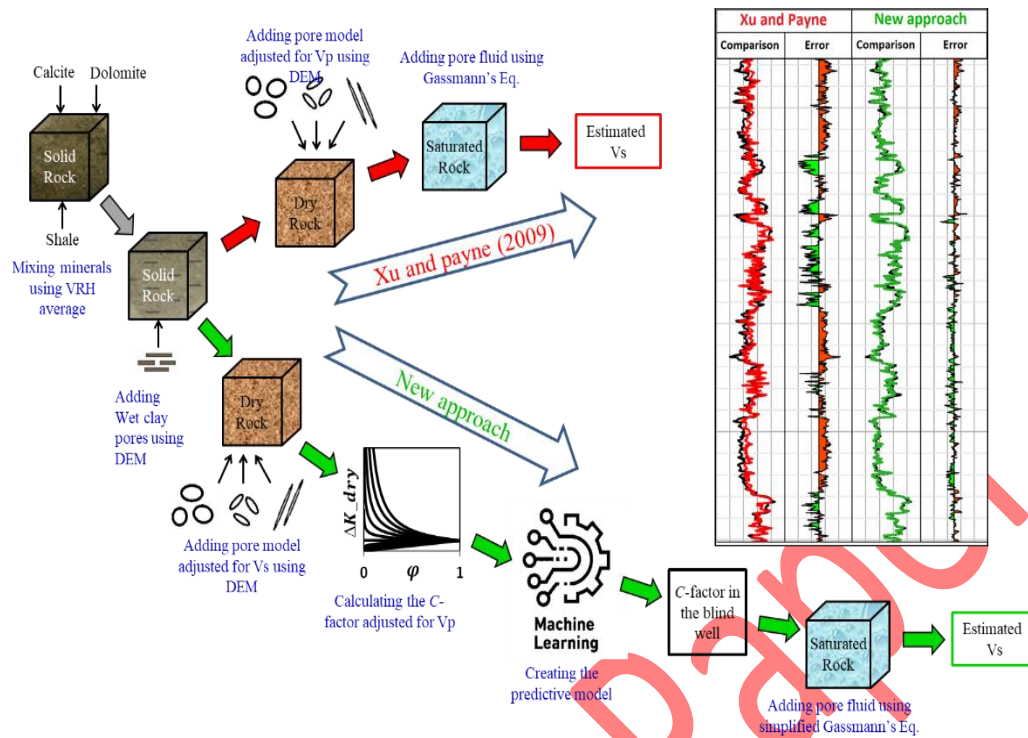 Calcite
Dolomite
Solid
Rock
Shale
Mixing minerals
using VRH
average
Solid
Rock
Adding
Wet clay
pores using
DEM
Adding pore model
adjusted for Vp using
DEM
Dry
Rock
Adding pore fluid using
Gassmann's Eq.
Saturated
Rock
Estimated
Vs
Xu and payne (2009)
New approach
Dry
Rock
Adding pore model
adjusted for Vs using
DEM
ΔK_dry
0
φ
1
Calculating the C-
factor adjusted for Vp
Machine
Learning
Creating the
predictive model
C-factor in
the blind
well
Saturated
Rock
Adding pore fluid using
simplified Gassmann's Eq.
Estimated
Vs
Xu and Payne
New approach
Comparison
Error
Comparison
Error